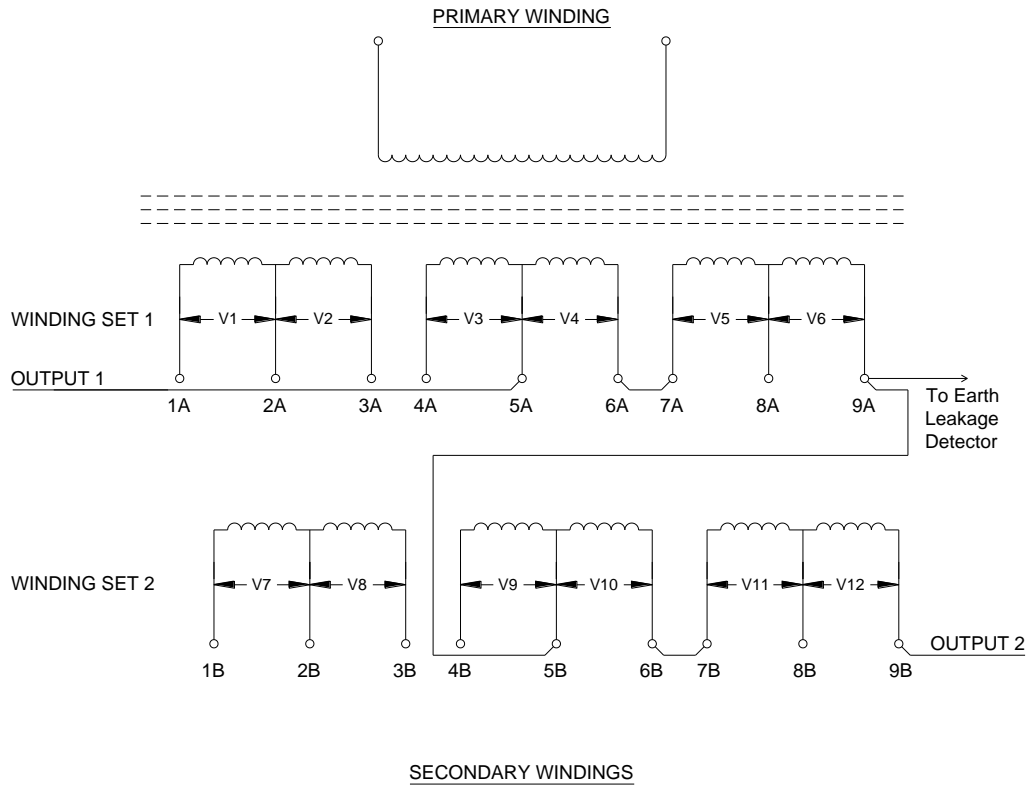 PRIMARY WINDING
WINDING SET 1
V1 V2 V3 V4 V5 V6
OUTPUT 1
1A 2A 3A 4A 5A 6A 7A 8A 9A
To Earth
Leakage
Detector
WINDING SET 2
V7 V8 V9 V10 V11 V12
OUTPUT 2
1B 2B 3B 4B 5B 6B 7B 8B 9B
SECONDARY WINDINGS